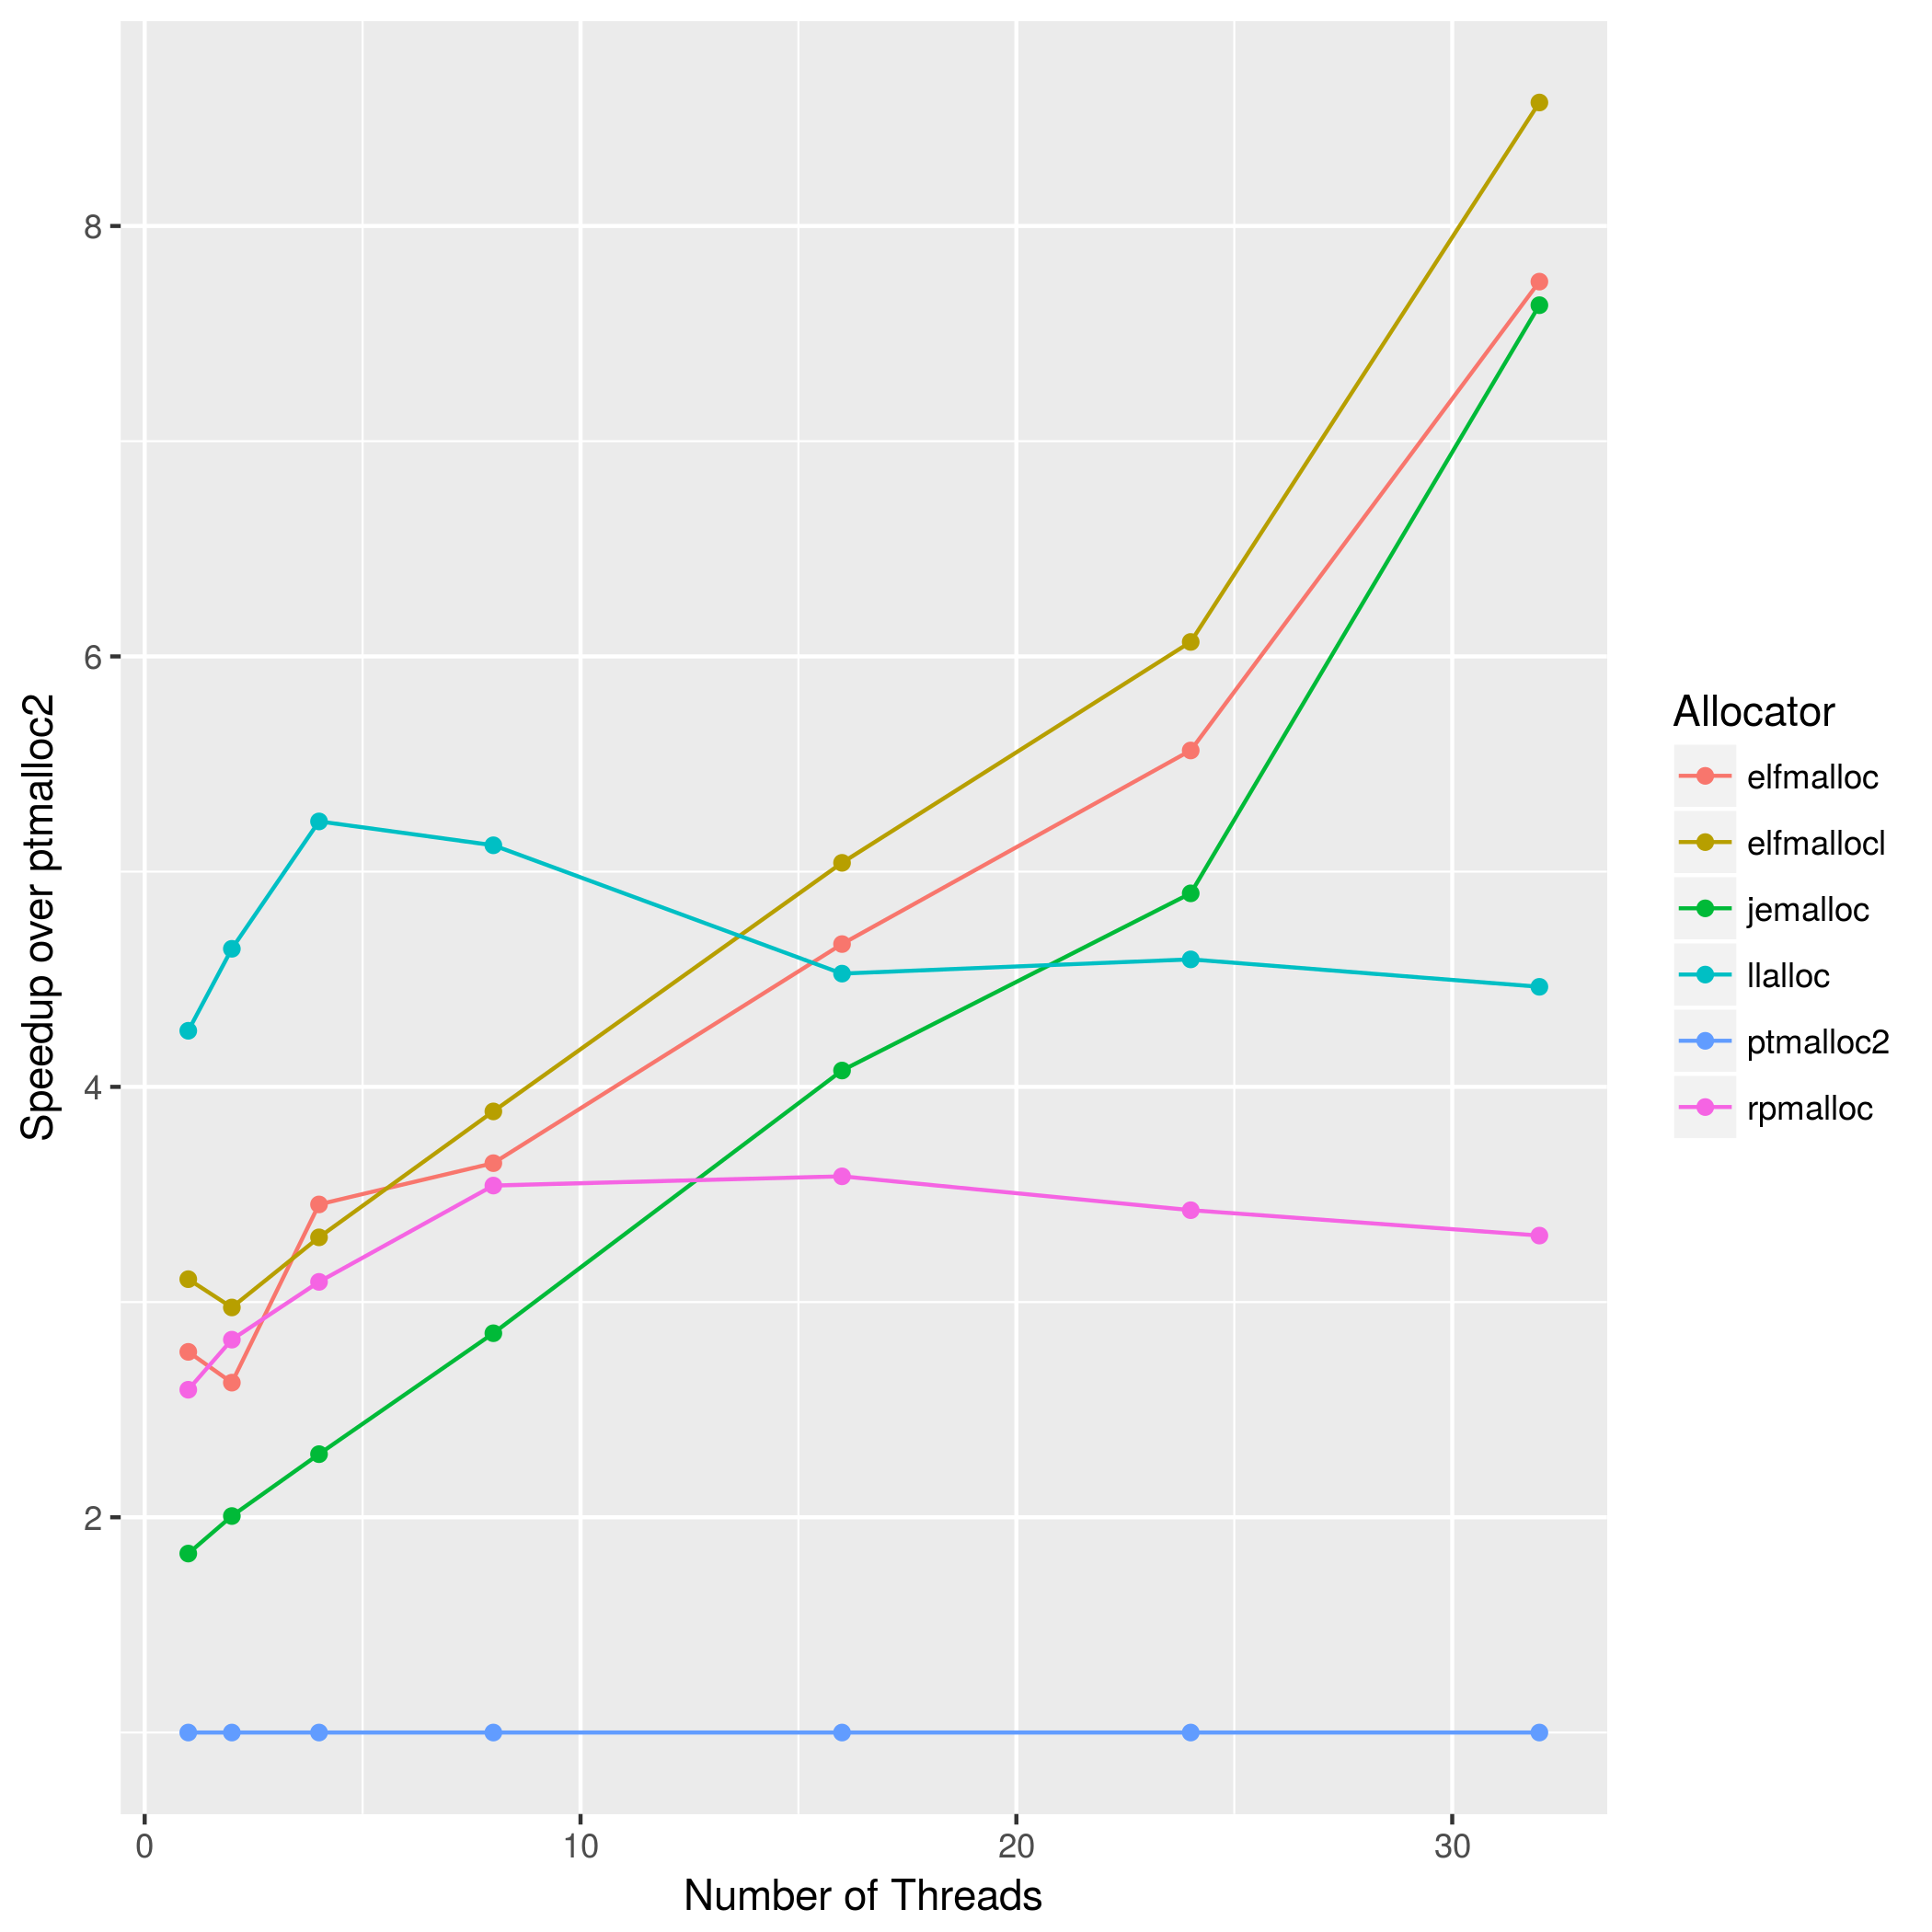 Speedup over ptmalloc2
8
6
4
2
0 10 20 30
Number of Threads
Allocator
elfmalloc
elfmallocl
jemalloc
llalloc
ptmalloc2
rpmalloc